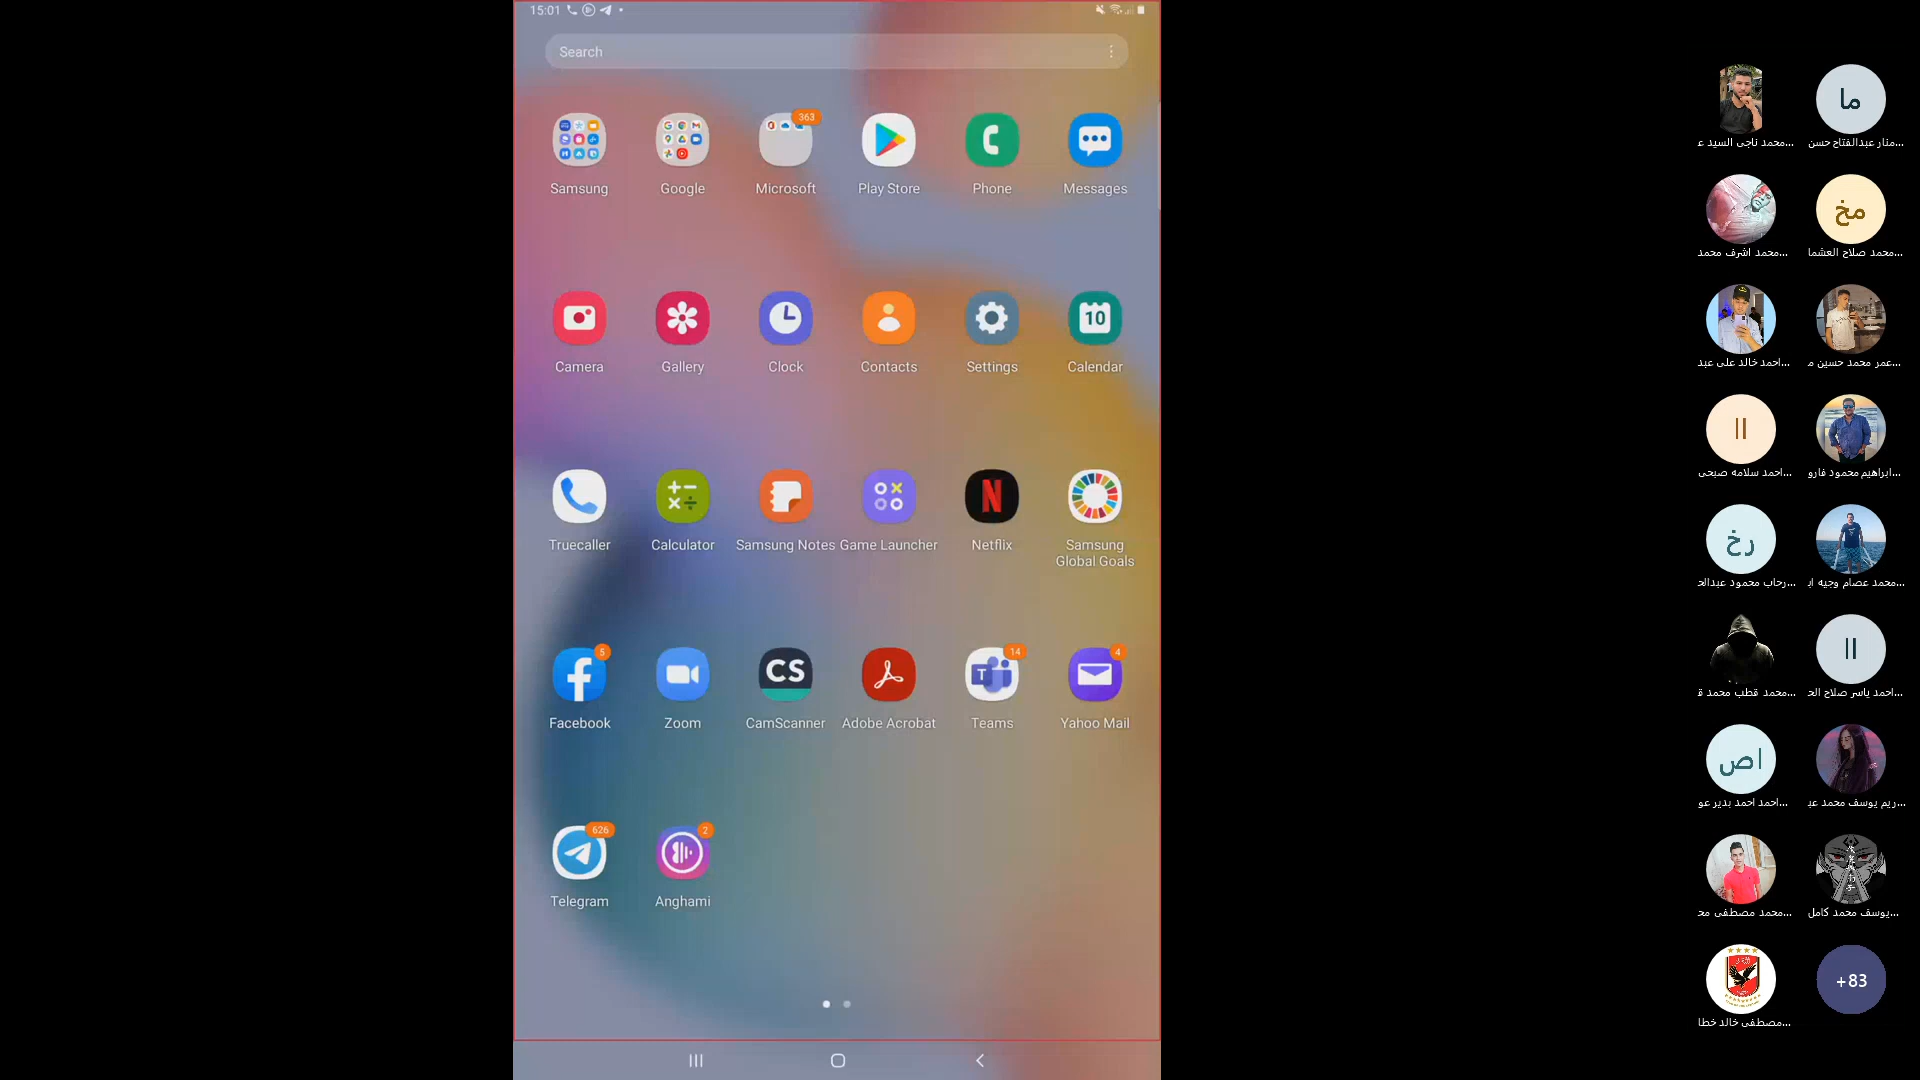 15:01
Search
363
Samsung
Google
Microsoft
Play Store
Phone
Messages
10
Camera
Gallery
Clock
Contacts
Settings
Calendar
Truecaller
Calculator
Samsung Notes
Game Launcher
Netflix
Samsung
Global Goals
5
CS
T
14
4
Facebook
Zoom
CamScanner
Adobe Acrobat
Teams
Yahoo Mail
626
2
Telegram
Anghami
ما
محمد ناجى السيد ع...
منار عبدالفتاح حسن...
مخ
محمد اشرف محمد...
محمد صلاح العشما...
احمد خالد على عبد...
عمر محمد حسين م...
اا
احمد سلامه صبحى...
ابراهيم محمود فارو...
رخ
رحاب محمود عبدالح...
محمد عصام وجيه اب...
اا
محمد قطب محمد ق...
احمد ياسر صلاح الح...
اص
احمد احمد بدير عو...
ريم يوسف محمد عبد...
محمد مصطفى مح...
يوسف محمد كامل...
+83
مصطفى خالد خطا...